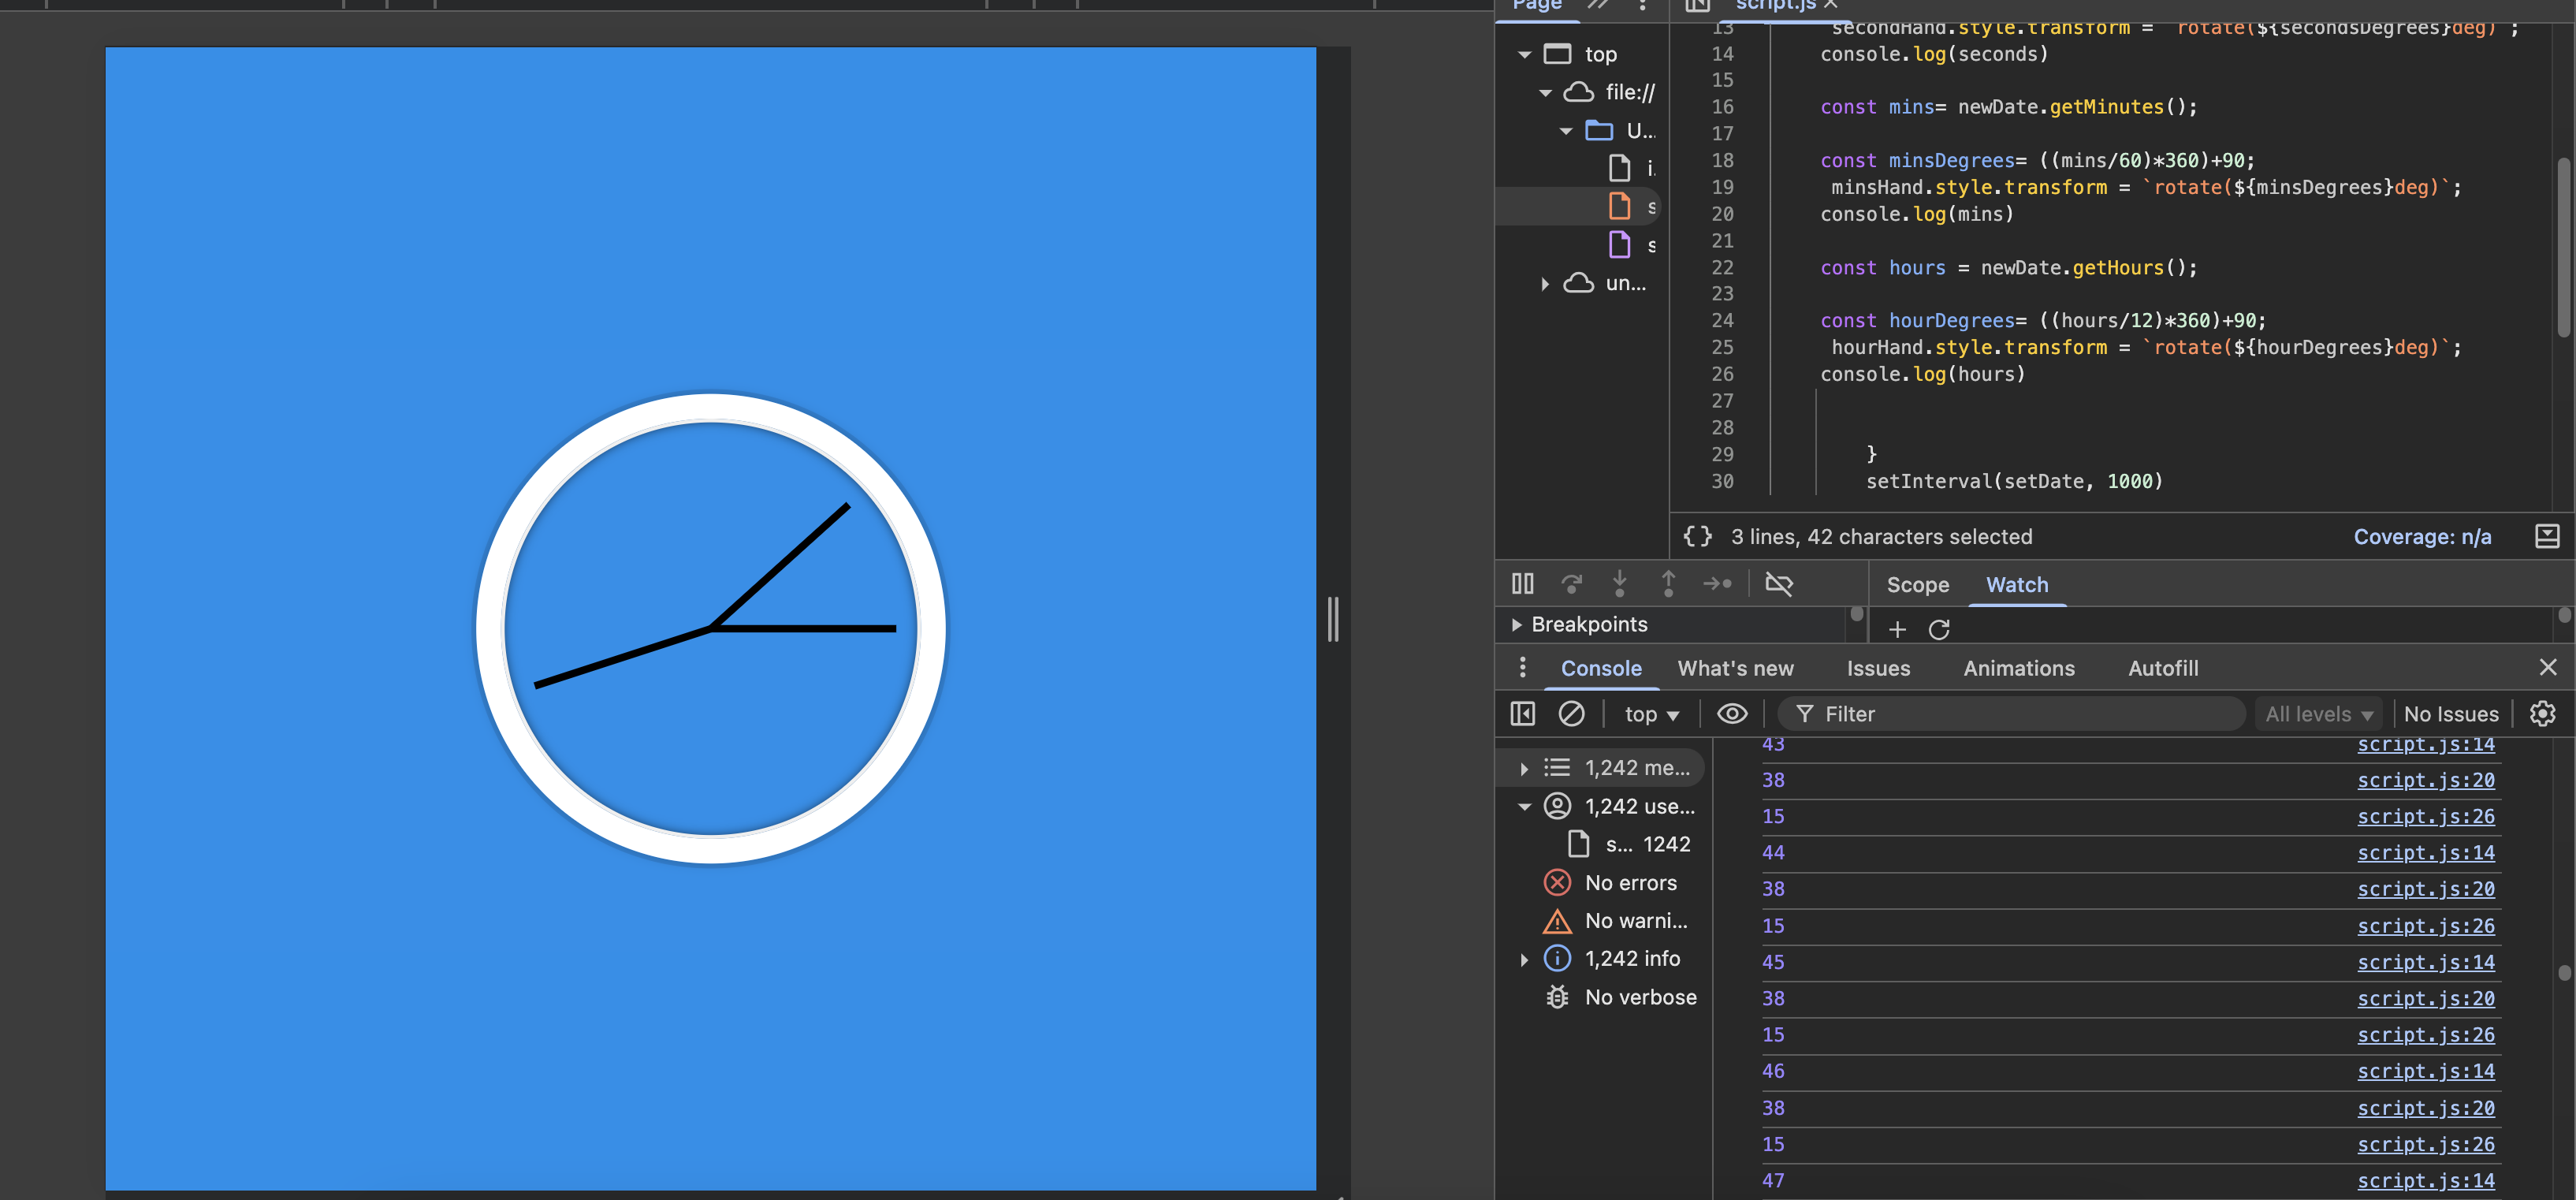 Page
script.js
top
file://
U...
i.
s
s
un...
13 secondHand.style.transform = `rotate(${secondsDegrees}deg)`;
14 console.log(seconds)
15
16 const mins= newDate.getMinutes();
17
18 const minsDegrees= ((mins/60)*360)+90;
19 minsHand.style.transform = `rotate(${minsDegrees}deg)`;
20 console.log(mins)
21
22 const hours = newDate.getHours();
23
24 const hourDegrees= ((hours/12)*360)+90;
25 hourHand.style.transform = `rotate(${hourDegrees}deg)`;
26 console.log(hours)
27
28
29 }
30 setInterval(setDate, 1000)
{ } 3 lines, 42 characters selected Coverage: n/a
Scope Watch
Breakpoints
Console What's new Issues Animations Autofill
top Filter All levels No Issues
1,242 me...
1,242 use...
s... 1242
No errors
No warni...
1,242 info
No verbose
43 script.js:14
38 script.js:20
15 script.js:26
44 script.js:14
38 script.js:20
15 script.js:26
45 script.js:14
38 script.js:20
15 script.js:26
46 script.js:14
38 script.js:20
15 script.js:26
47 script.js:14